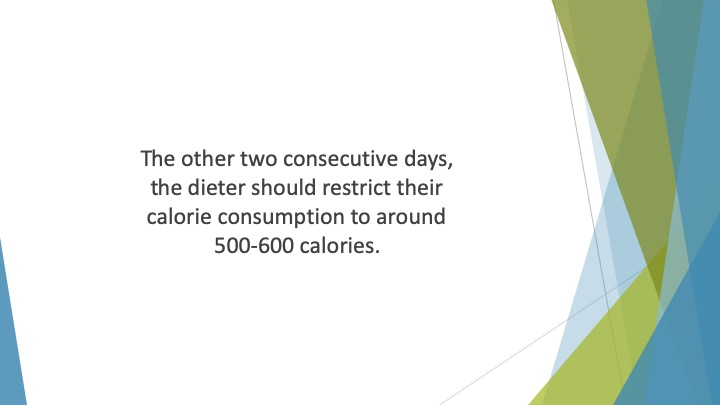 The other two consecutive days,
the dieter should restrict their
calorie consumption to around
500-600 calories.